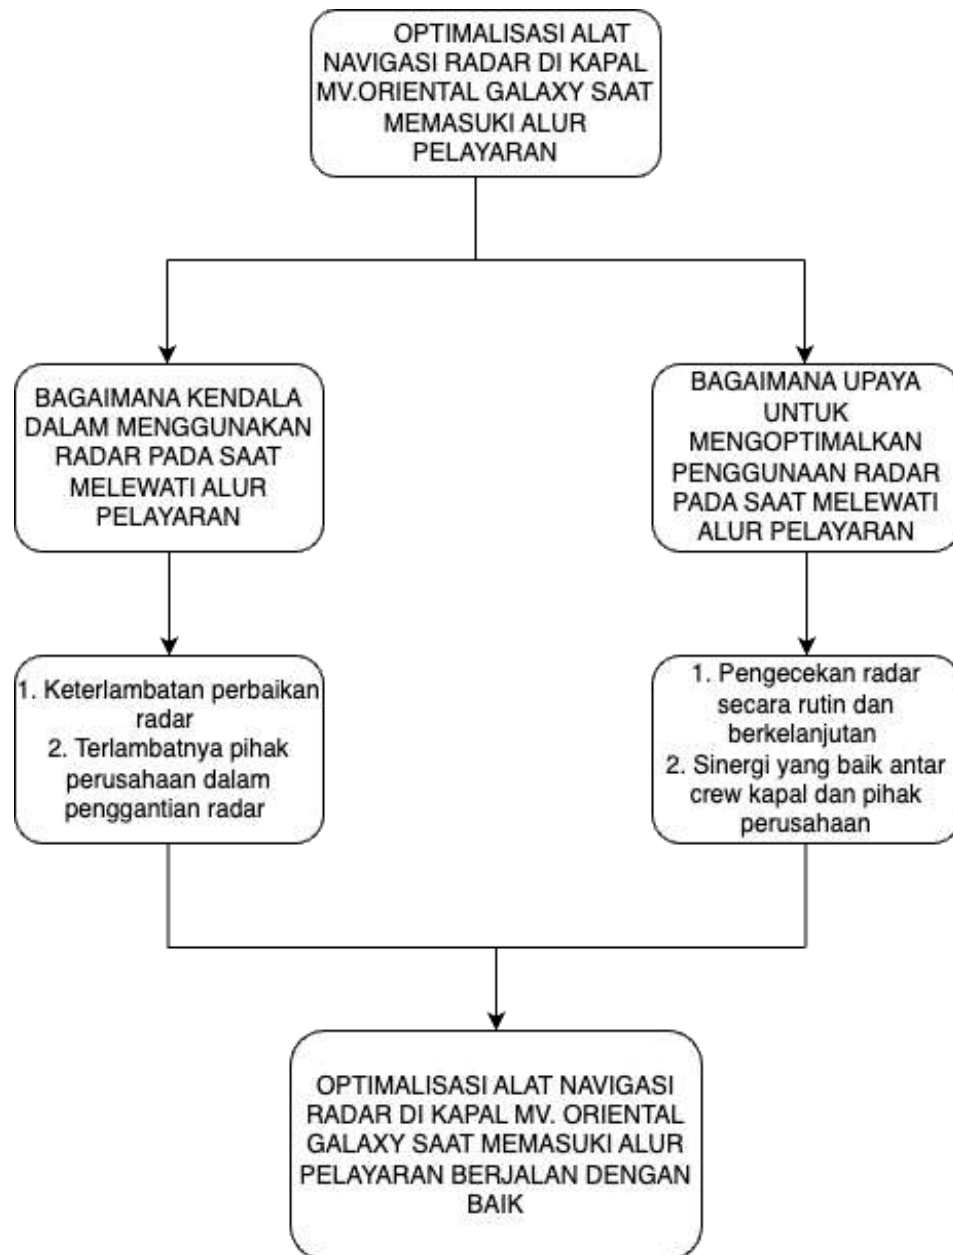 OPTIMALISASI ALAT
NAVIGASI RADAR DI KAPAL
MV.ORIENTAL GALAXY SAAT
MEMASUKI ALUR
PELAYARAN
BAGAIMANA KENDALA
DALAM MENGGUNAKAN
RADAR PADA SAAT
MELEWATI ALUR
PELAYARAN
BAGAIMANA UPAYA
UNTUK
MENGOPTIMALKAN
PENGGUNAAN RADAR
PADA SAAT MELEWATI
ALUR PELAYARAN
1. Keterlambatan perbaikan
radar
2. Terlambatnya pihak
perusahaan dalam
penggantian radar
1. Pengecekan radar
secara rutin dan
berkelanjutan
2. Sinergi yang baik antar
crew kapal dan pihak
perusahaan
OPTIMALISASI ALAT NAVIGASI
RADAR DI KAPAL MV. ORIENTAL
GALAXY SAAT MEMASUKI ALUR
PELAYARAN BERJALAN DENGAN
BAIK